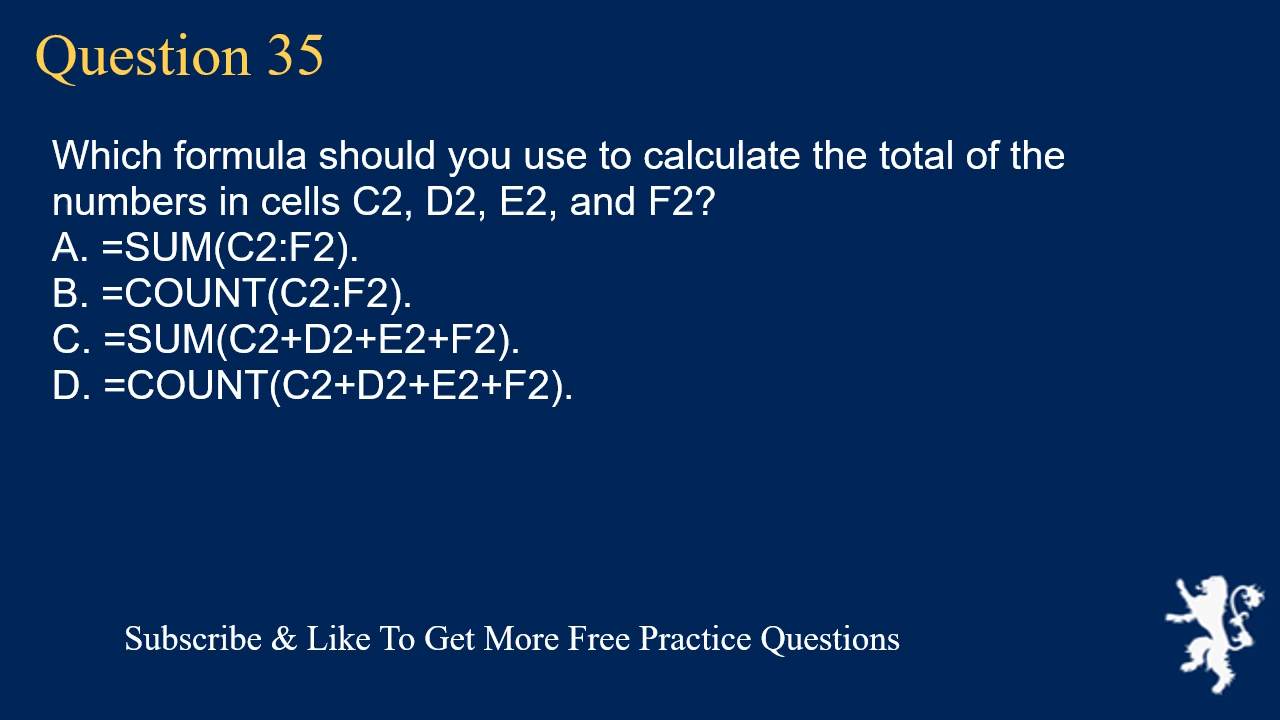 Question 35
Which formula should you use to calculate the total of the
numbers in cells C2, D2, E2, and F2?
A. =SUM(C2:F2).
B. =COUNT(C2:F2).
C. =SUM(C2+D2+E2+F2).
D. =COUNT(C2+D2+E2+F2).
Subscribe & Like To Get More Free Practice Questions